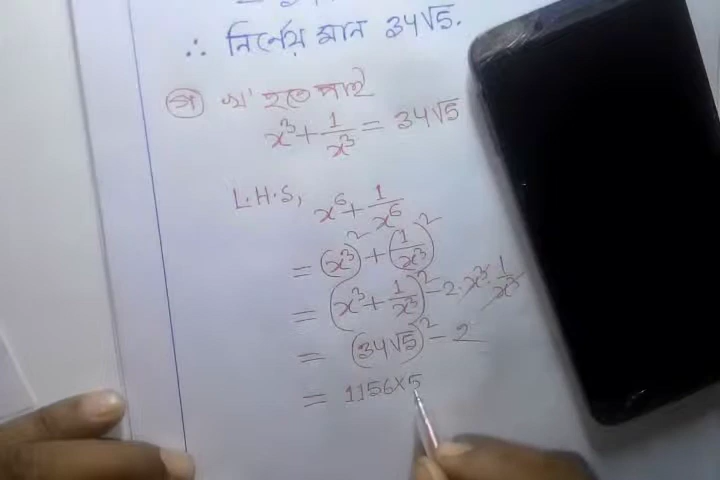 ∴ নির্নেয় মান 34√5.
(গ) 'খ' হতে পাই
x³ + 1/x³ = 34√5
L.H.S, x⁶ + 1/x⁶
= (x³)² + (1/x³)²
= (x³ + 1/x³)² - 2·x³·1/x³
= (34√5)² - 2
= 1156×5